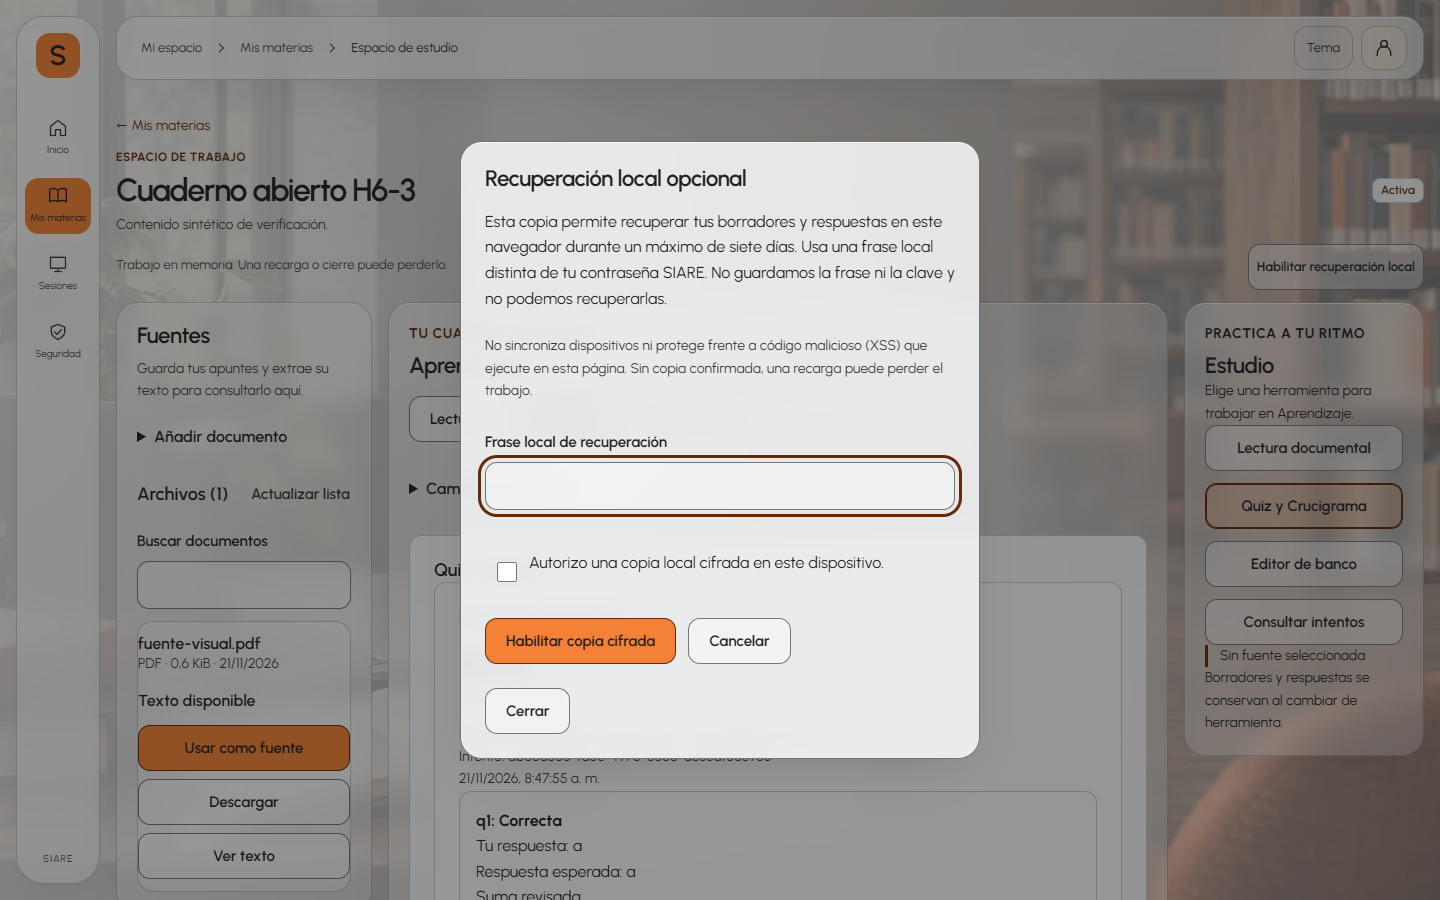 S
Mi espacio > Mis materias > Espacio de estudio
Tema
Inicio
Mis materias
Sesiones
Seguridad
SIARE
← Mis materias
ESPACIO DE TRABAJO
Cuaderno abierto H6-3
Activa
Contenido sintético de verificación.
Trabajo en memoria. Una recarga o cierre puede perderlo.
Habilitar recuperación local
Fuentes
Guarda tus apuntes y extrae su
texto para consultarlo aquí.
Añadir documento
Archivos (1)
Actualizar lista
Buscar documentos
fuente-visual.pdf
PDF · 0,6 KiB · 21/11/2026
Texto disponible
Usar como fuente
Descargar
Ver texto
TU CUA
Apren
Lectu
Cam
Qui
21/11/2026, 8:47:55 a. m.
q1: Correcta
Tu respuesta: a
Respuesta esperada: a
Suma revisada
Recuperación local opcional
Esta copia permite recuperar tus borradores y respuestas en este
navegador durante un máximo de siete días. Usa una frase local
distinta de tu contraseña SIARE. No guardamos la frase ni la clave y
no podemos recuperarlas.
No sincroniza dispositivos ni protege frente a código malicioso (XSS) que
ejecute en esta página. Sin copia confirmada, una recarga puede perder el
trabajo.
Frase local de recuperación
Autorizo una copia local cifrada en este dispositivo.
Habilitar copia cifrada
Cancelar
Cerrar
PRACTICA A TU RITMO
Estudio
Elige una herramienta para
trabajar en Aprendizaje.
Lectura documental
Quiz y Crucigrama
Editor de banco
Consultar intentos
Sin fuente seleccionada
Borradores y respuestas se
conservan al cambiar de
herramienta.